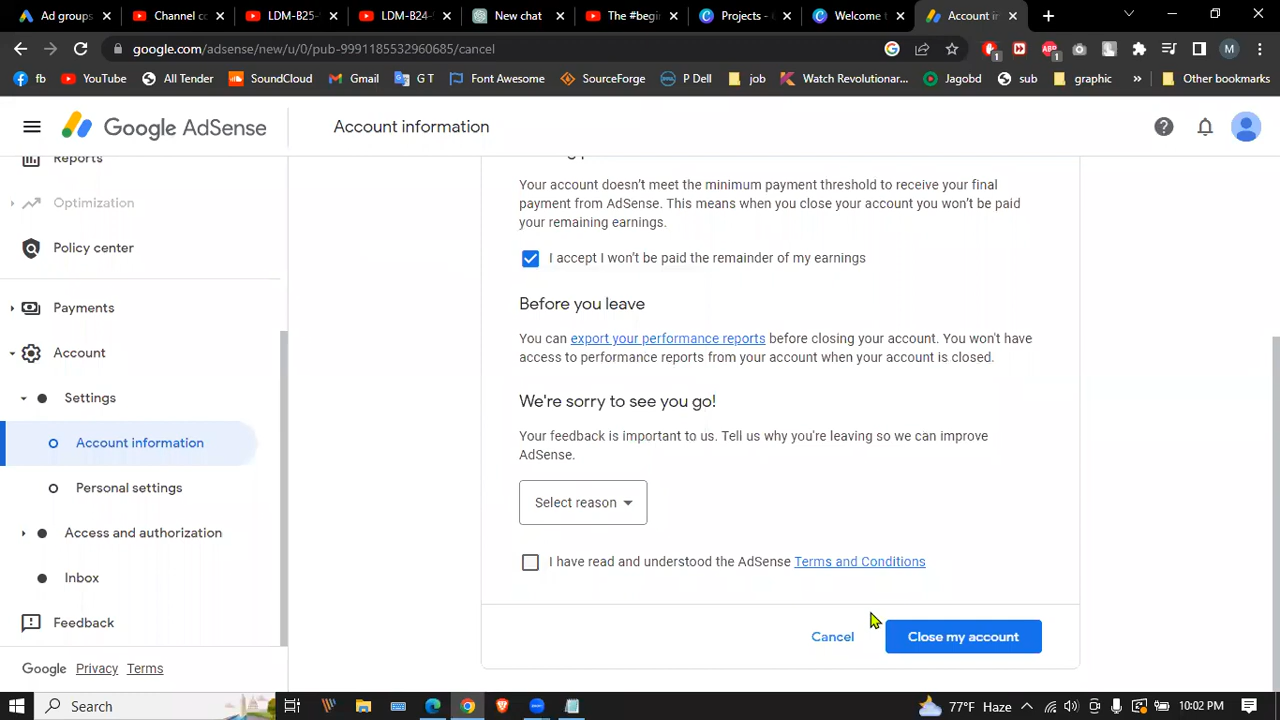 Ad groups
Channel co
LDM-B25-
LDM-B24-
New chat
The #begi
Projects -
Welcome t
Account in
google.com/adsense/new/u/0/pub-9991185532960685/cancel
fb
YouTube
All Tender
SoundCloud
Gmail
G T
Font Awesome
SourceForge
P Dell
job
Watch Revolutionar...
Jagobd
sub
graphic
Other bookmarks
Google AdSense
Account information
Reports
Optimization
Policy center
Payments
Account
Settings
Account information
Personal settings
Access and authorization
Inbox
Feedback
Google Privacy Terms
Your account doesn't meet the minimum payment threshold to receive your final
payment from AdSense. This means when you close your account you won't be paid
your remaining earnings.
I accept I won't be paid the remainder of my earnings
Before you leave
You can export your performance reports before closing your account. You won't have
access to performance reports from your account when your account is closed.
We're sorry to see you go!
Your feedback is important to us. Tell us why you're leaving so we can improve
AdSense.
Select reason
I have read and understood the AdSense Terms and Conditions
Cancel
Close my account
Search
77°F Haze
10:02 PM